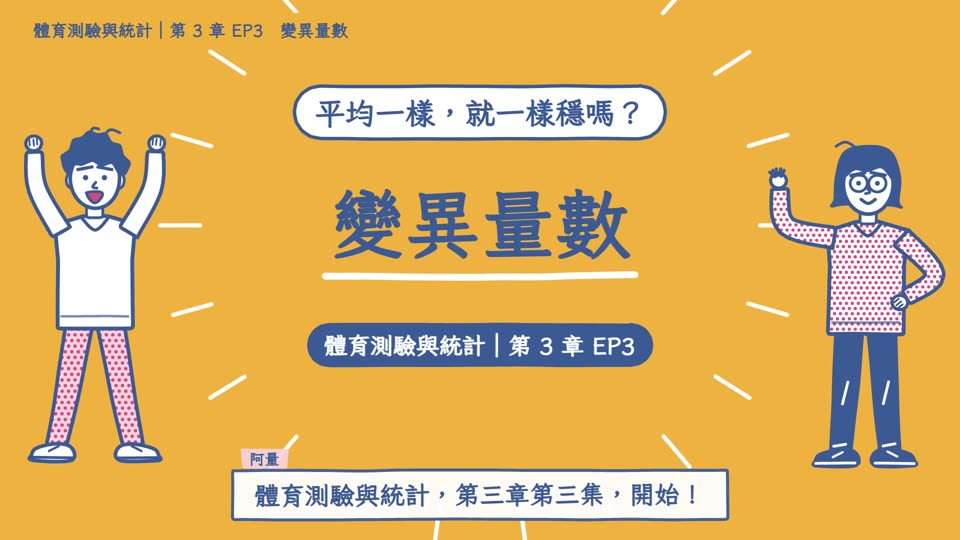 體育測驗與統計｜第 3 章 EP3 變異量數
平均一樣，就一樣穩嗎？
變異量數
體育測驗與統計｜第 3 章 EP3
阿量
體育測驗與統計，第三章第三集，開始！